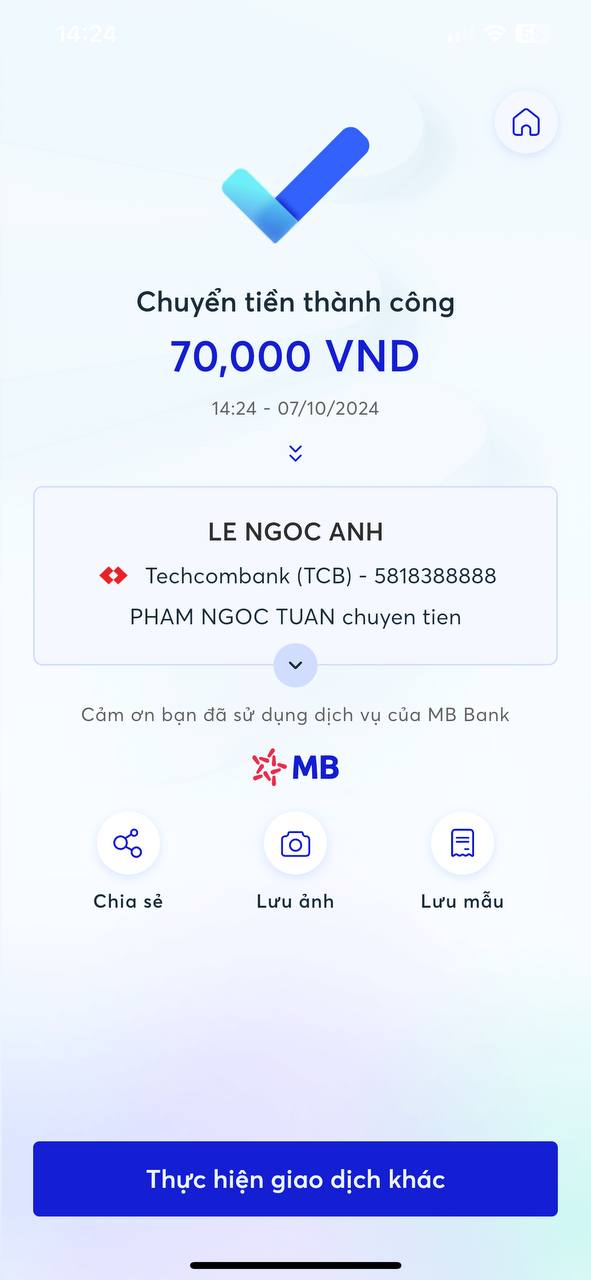 14:24
56
Chuyển tiền thành công
70,000 VND
14:24 - 07/10/2024
LE NGOC ANH
Techcombank (TCB) - 5818388888
PHAM NGOC TUAN chuyen tien
Cảm ơn bạn đã sử dụng dịch vụ của MB Bank
MB
Chia sẻ
Lưu ảnh
Lưu mẫu
Thực hiện giao dịch khác